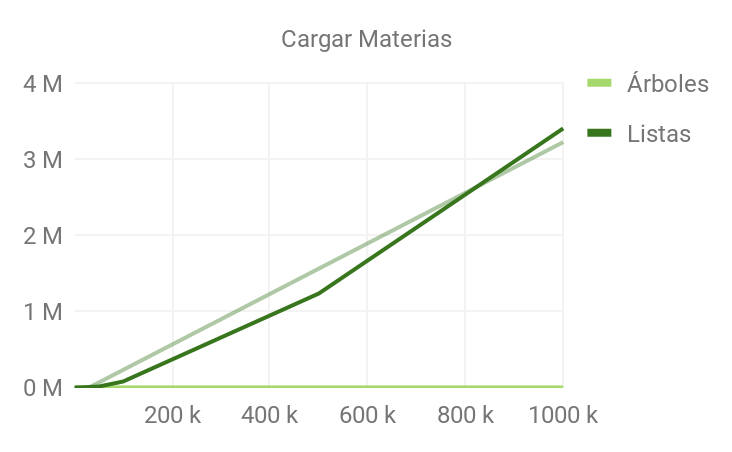 Cargar Materias
4 M
3 M
2 M
1 M
0 M
200 k
400 k
600 k
800 k
1000 k
Árboles
Listas